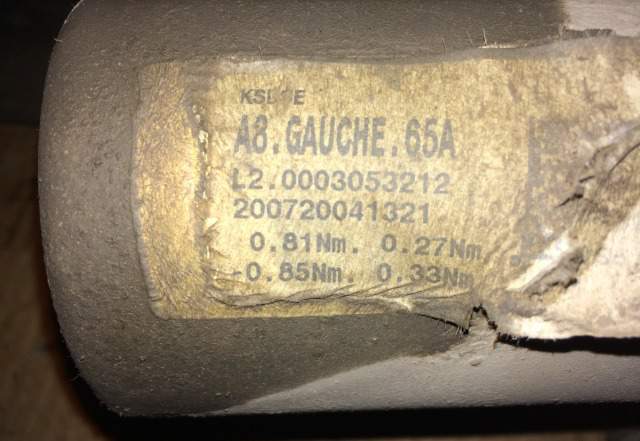 A8.GAUCHE.65A
L2.0003053212
200720041321
0.81Nm. 0.27Nm
-0.85Nm. 0.33Nm